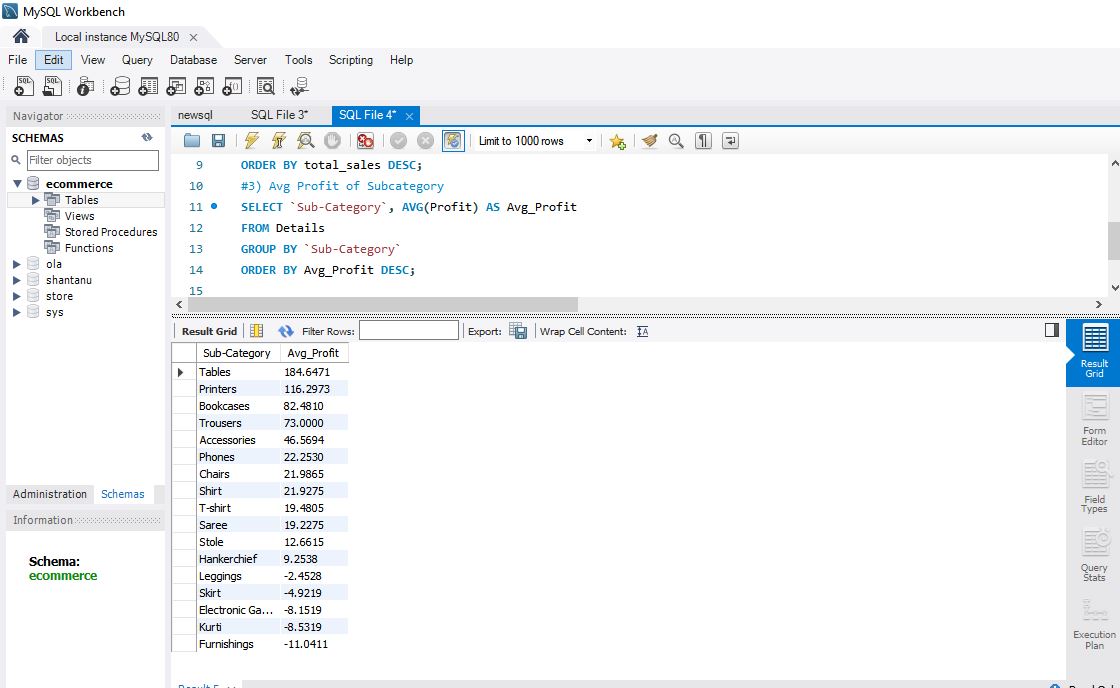 MySQL Workbench
Local instance MySQL80
File Edit View Query Database Server Tools Scripting Help
Navigator
SCHEMAS
Filter objects
ecommerce
Tables
Views
Stored Procedures
Functions
ola
shantanu
store
sys
Administration Schemas
Information
Schema:
ecommerce
newsql SQL File 3* SQL File 4*
Limit to 1000 rows
9 ORDER BY total_sales DESC;
10 #3) Avg Profit of Subcategory
11 SELECT `Sub-Category`, AVG(Profit) AS Avg_Profit
12 FROM Details
13 GROUP BY `Sub-Category`
14 ORDER BY Avg_Profit DESC;
15
Result Grid Filter Rows: Export: Wrap Cell Content:
Sub-Category Avg_Profit
Tables 184.6471
Printers 116.2973
Bookcases 82.4810
Trousers 73.0000
Accessories 46.5694
Phones 22.2530
Chairs 21.9865
Shirt 21.9275
T-shirt 19.4805
Saree 19.2275
Stole 12.6615
Hankerchief 9.2538
Leggings -2.4528
Skirt -4.9219
Electronic Ga... -8.1519
Kurti -8.5319
Furnishings -11.0411
Result
Grid
Form
Editor
Field
Types
Query
Stats
Execution
Plan